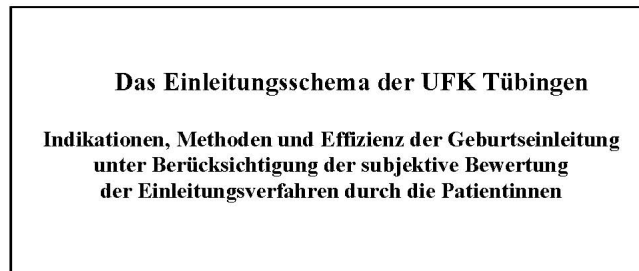 Das Einleitungsschema der UFK Tübingen
Indikationen, Methoden und Effizienz der Geburtseinleitung
unter Berücksichtigung der subjektive Bewertung
der Einleitungsverfahren durch die Patientinnen